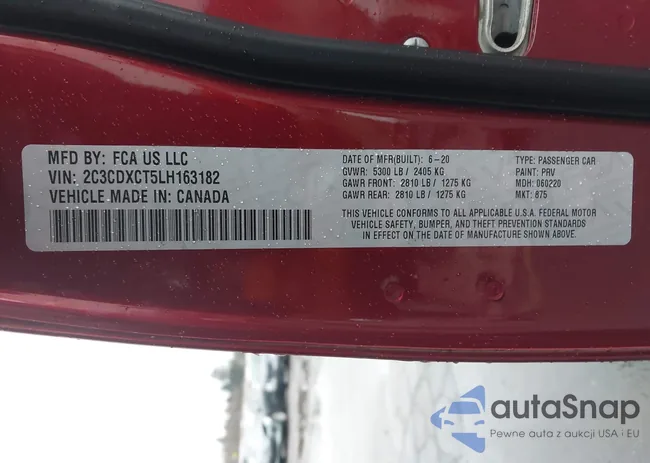 MFD BY: FCA US LLC
VIN: 2C3CDXCT5LH163182
VEHICLE MADE IN: CANADA
DATE OF MFR(BUILT): 6-20
GVWR: 5300 LB / 2405 KG
GAWR FRONT: 2810 LB / 1275 KG
GAWR REAR: 2810 LB / 1275 KG
TYPE: PASSENGER CAR
PAINT: PRV
MDH: 060220
MKT: 875
THIS VEHICLE CONFORMS TO ALL APPLICABLE U.S.A. FEDERAL MOTOR
VEHICLE SAFETY, BUMPER, AND THEFT PREVENTION STANDARDS
IN EFFECT ON THE DATE OF MANUFACTURE SHOWN ABOVE.
autaSnap
Pewne auta z aukcji USA i EU